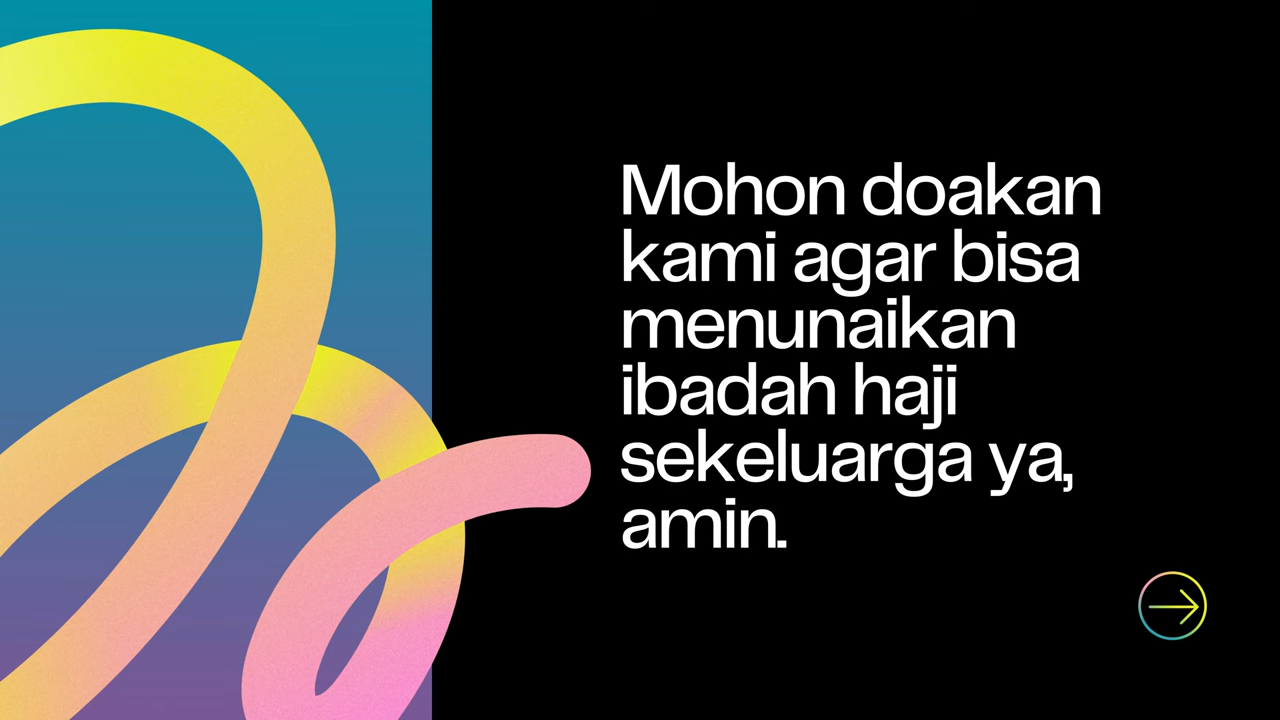 Mohon doakan
kami agar bisa
menunaikan
ibadah haji
sekeluarga ya,
amin.